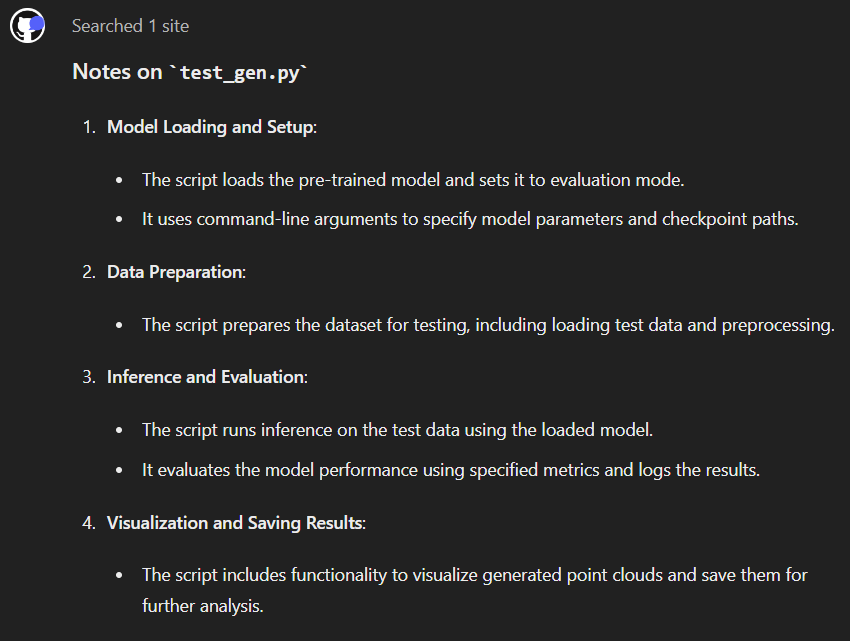 Searched 1 site
Notes on `test_gen.py`
1. Model Loading and Setup:
• The script loads the pre-trained model and sets it to evaluation mode.
• It uses command-line arguments to specify model parameters and checkpoint paths.
2. Data Preparation:
• The script prepares the dataset for testing, including loading test data and preprocessing.
3. Inference and Evaluation:
• The script runs inference on the test data using the loaded model.
• It evaluates the model performance using specified metrics and logs the results.
4. Visualization and Saving Results:
• The script includes functionality to visualize generated point clouds and save them for
further analysis.